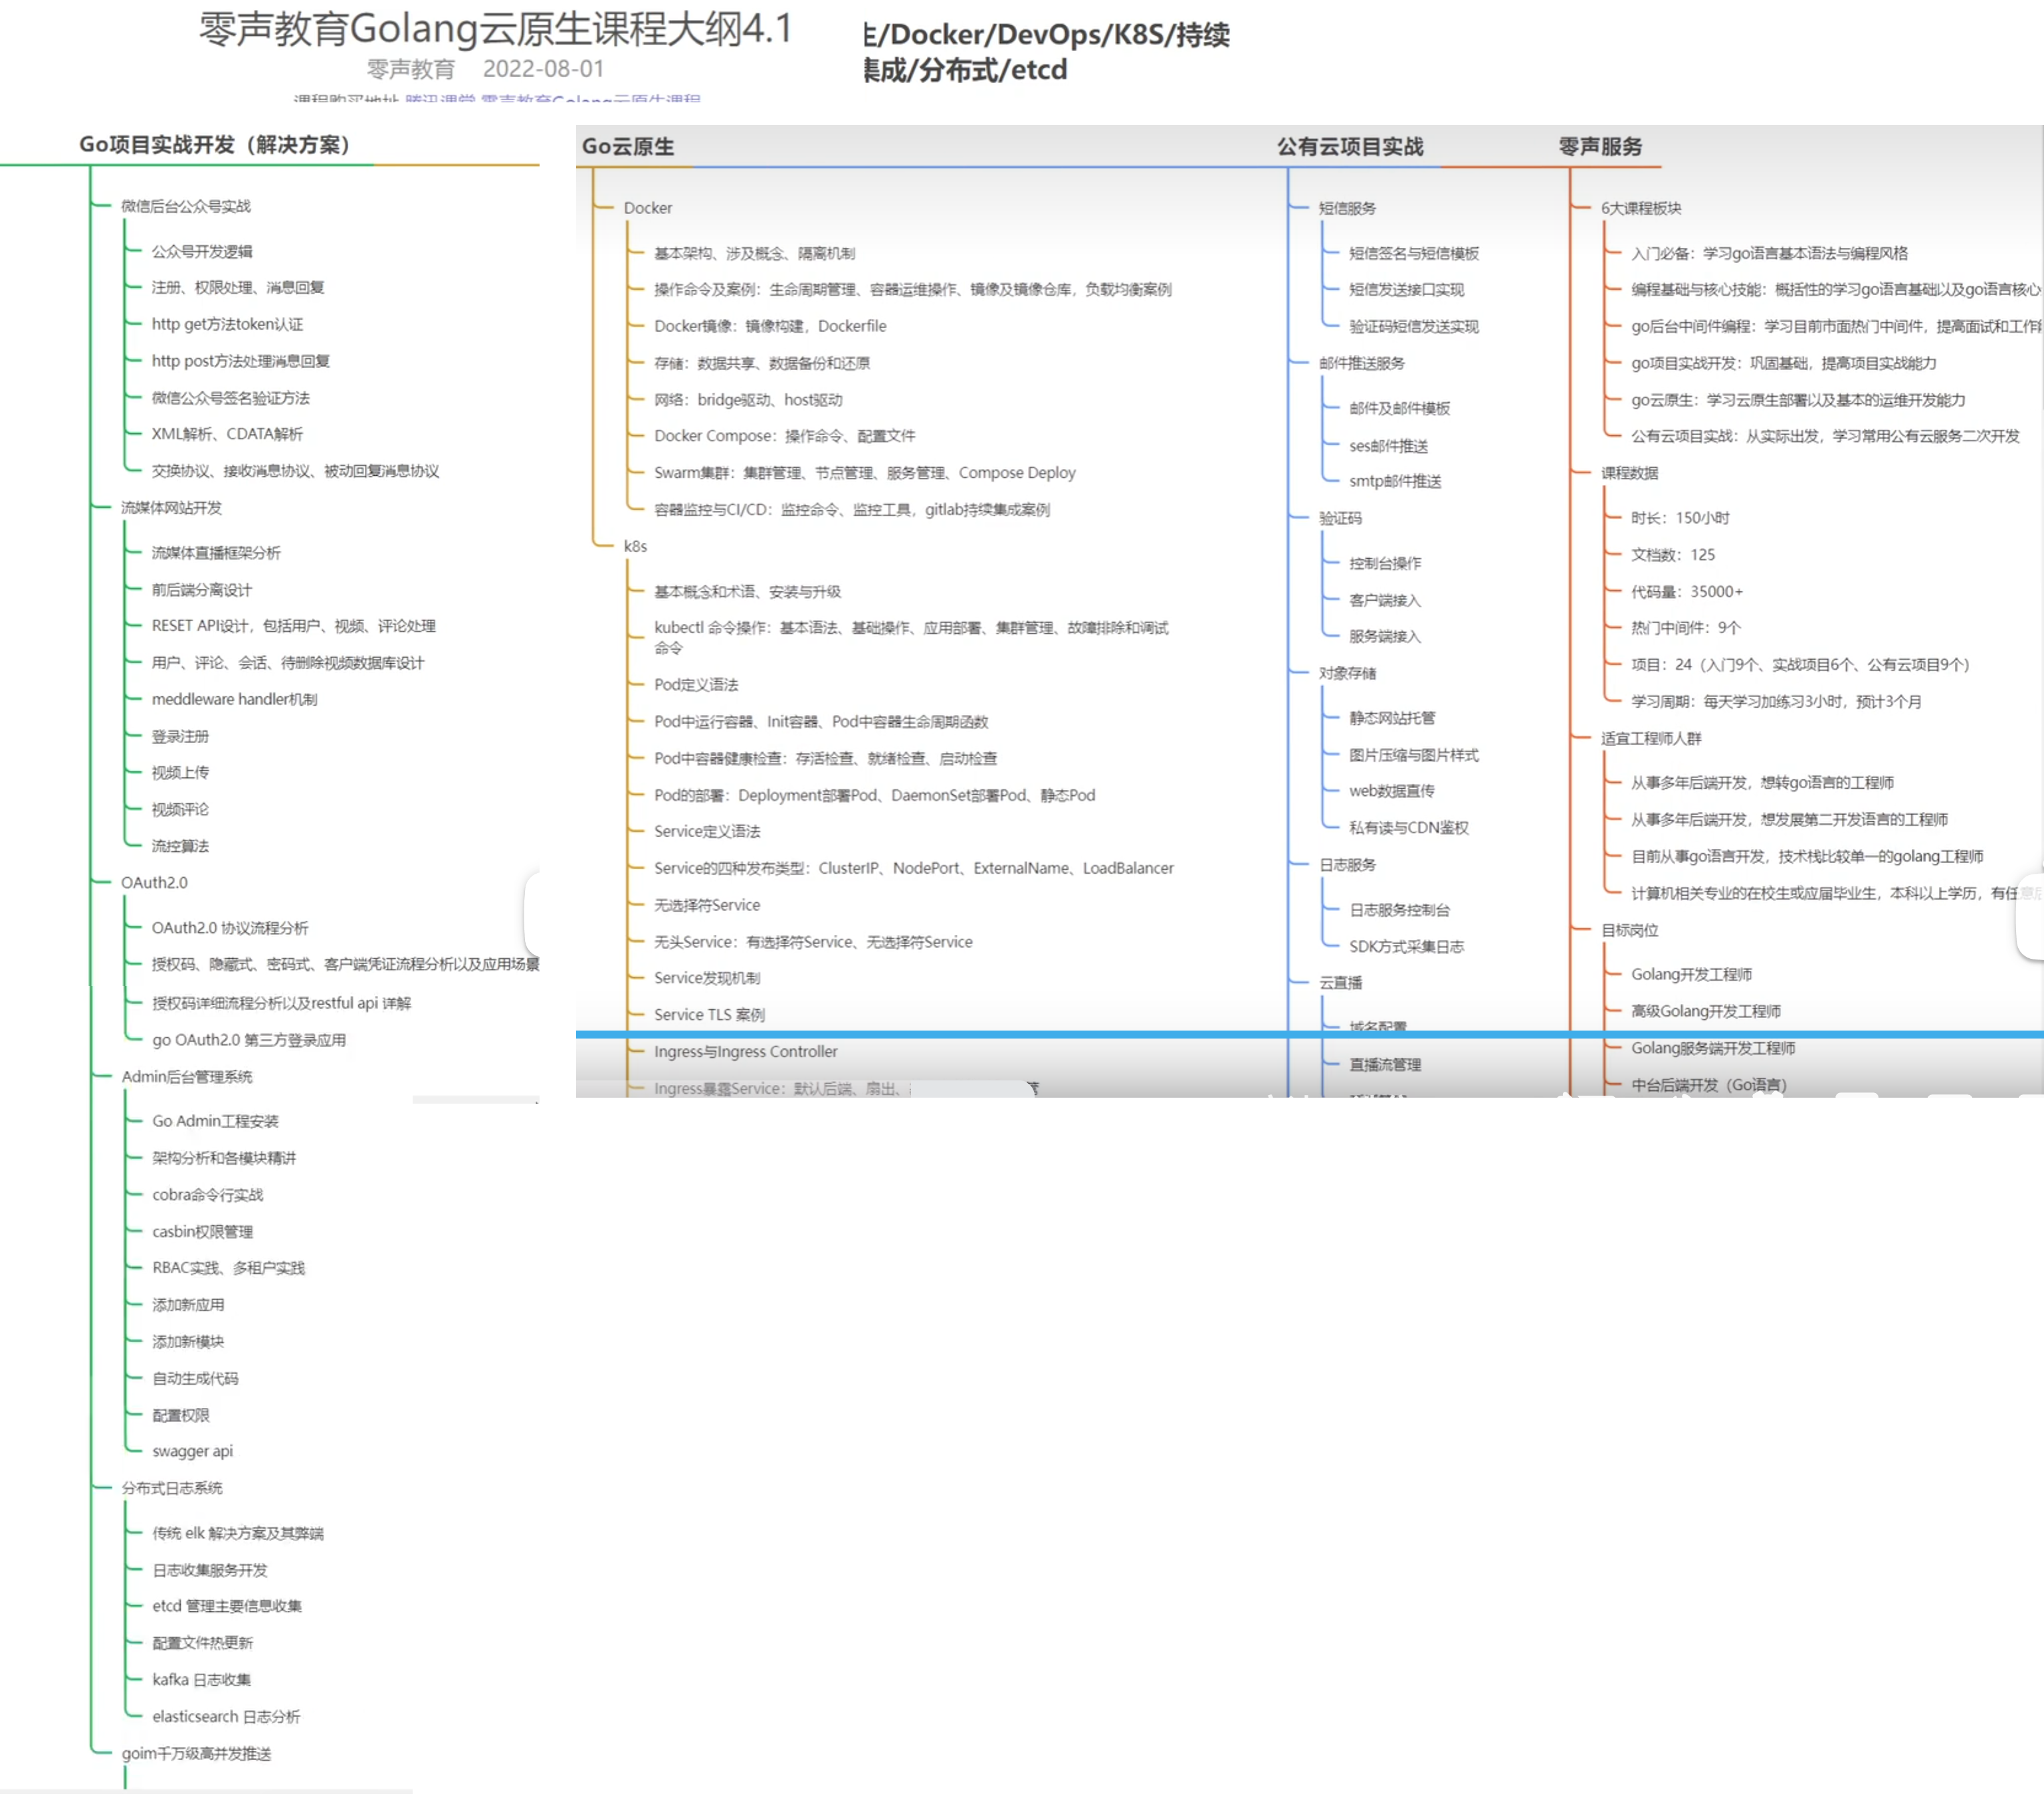 零声教育Golang云原生课程大纲4.1
零声教育 2022-08-01
课程购买地址 腾讯课堂 零声教育Golang云原生课程
/Docker/DevOps/K8S/持续
集成/分布式/etcd
Go项目实战开发（解决方案）
微信后台公众号实战
公众号开发逻辑
注册、权限处理、消息回复
http get方法token认证
http post方法处理消息回复
微信公众号签名验证方法
XML解析、CDATA解析
交换协议、接收消息协议、被动回复消息协议
流媒体网站开发
流媒体直播框架分析
前后端分离设计
RESET API设计，包括用户、视频、评论处理
用户、评论、会话、待删除视频数据库设计
meddleware handler机制
登录注册
视频上传
视频评论
流控算法
OAuth2.0
OAuth2.0 协议流程分析
授权码、隐藏式、密码式、客户端凭证流程分析以及应用场景
授权码详细流程分析以及restful api 详解
go OAuth2.0 第三方登录应用
Admin后台管理系统
Go Admin工程安装
架构分析和各模块精讲
cobra命令行实战
casbin权限管理
RBAC实践、多租户实践
添加新应用
添加新模块
自动生成代码
配置权限
swagger api
分布式日志系统
传统 elk 解决方案及其弊端
日志收集服务开发
etcd 管理主要信息收集
配置文件热更新
kafka 日志收集
elasticsearch 日志分析
goim千万级高并发推送
Go云原生
Docker
基本架构、涉及概念、隔离机制
操作命令及案例：生命周期管理、容器运维操作、镜像及镜像仓库，负载均衡案例
Docker镜像：镜像构建，Dockerfile
存储：数据共享、数据备份和还原
网络：bridge驱动、host驱动
Docker Compose：操作命令、配置文件
Swarm集群：集群管理、节点管理、服务管理、Compose Deploy
容器监控与CI/CD：监控命令、监控工具，gitlab持续集成案例
k8s
基本概念和术语、安装与升级
kubectl 命令操作：基本语法、基础操作、应用部署、集群管理、故障排除和调试
命令
Pod定义语法
Pod中运行容器、Init容器、Pod中容器生命周期函数
Pod中容器健康检查：存活检查、就绪检查、启动检查
Pod的部署：Deployment部署Pod、DaemonSet部署Pod、静态Pod
Service定义语法
Service的四种发布类型：ClusterIP、NodePort、ExternalName、LoadBalancer
无选择符Service
无头Service：有选择符Service、无选择符Service
Service发现机制
Service TLS 案例
Ingress与Ingress Controller
Ingress暴露Service：默认后端、扇出、
公有云项目实战
短信服务
短信签名与短信模板
短信发送接口实现
验证码短信发送实现
邮件推送服务
邮件及邮件模板
ses邮件推送
smtp邮件推送
验证码
控制台操作
客户端接入
服务端接入
对象存储
静态网站托管
图片压缩与图片样式
web数据直传
私有读与CDN鉴权
日志服务
日志服务控制台
SDK方式采集日志
云直播
域名配置
直播流管理
零声服务
6大课程板块
入门必备：学习go语言基本语法与编程风格
编程基础与核心技能：概括性的学习go语言基础以及go语言核心
go后台中间件编程：学习目前市面热门中间件，提高面试和工作
go项目实战开发：巩固基础，提高项目实战能力
go云原生：学习云原生部署以及基本的运维开发能力
公有云项目实战：从实际出发，学习常用公有云服务二次开发
课程数据
时长：150小时
文档数：125
代码量：35000+
热门中间件：9个
项目：24（入门9个、实战项目6个、公有云项目9个）
学习周期：每天学习加练习3小时，预计3个月
适宜工程师人群
从事多年后端开发，想转go语言的工程师
从事多年后端开发，想发展第二开发语言的工程师
目前从事go语言开发，技术栈比较单一的golang工程师
计算机相关专业的在校生或应届毕业生，本科以上学历，有任意
目标岗位
Golang开发工程师
高级Golang开发工程师
Golang服务端开发工程师
中台后端开发（Go语言）